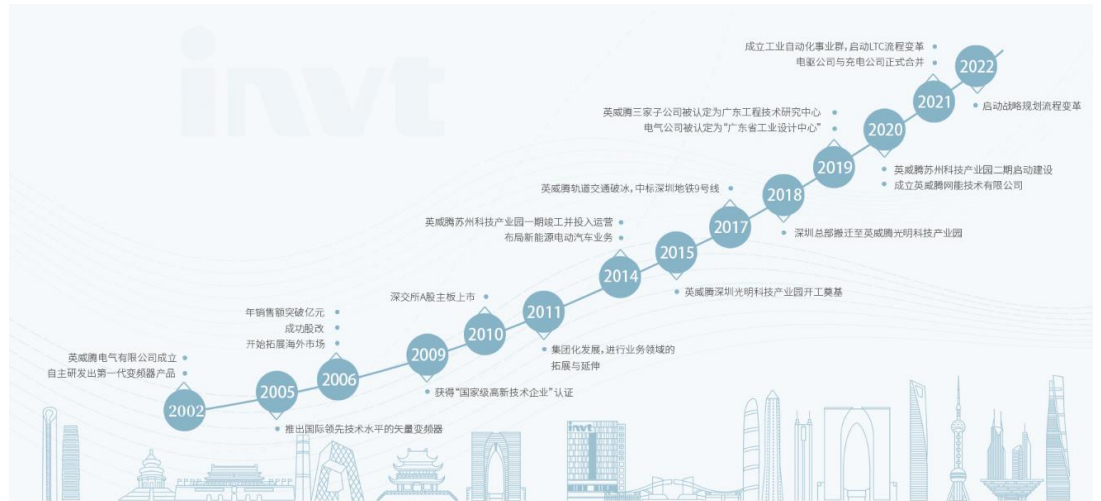 invt
2002
英威腾电气有限公司成立
自主研发出第一代变频器产品
2005
推出国际领先技术水平的矢量变频器
2006
年销售额突破亿元
成功股改
开始拓展海外市场
2009
获得“国家级高新技术企业”认证
2010
深交所A股主板上市
2011
集团化发展,进行业务领域的
拓展与延伸
2014
英威腾苏州科技产业园一期竣工并投入运营
布局新能源电动汽车业务
2015
英威腾深圳光明科技产业园开工奠基
2017
英威腾轨道交通破冰,中标深圳地铁9号线
2018
深圳总部搬迁至英威腾光明科技产业园
2019
英威腾三家子公司被认定为广东工程技术研究中心
电气公司被认定为“广东省工业设计中心”
2020
英威腾苏州科技产业园二期启动建设
成立英威腾网能技术有限公司
2021
成立工业自动化事业群,启动LTC流程变革
电驱公司与充电公司正式合并
2022
启动战略规划流程变革
invt